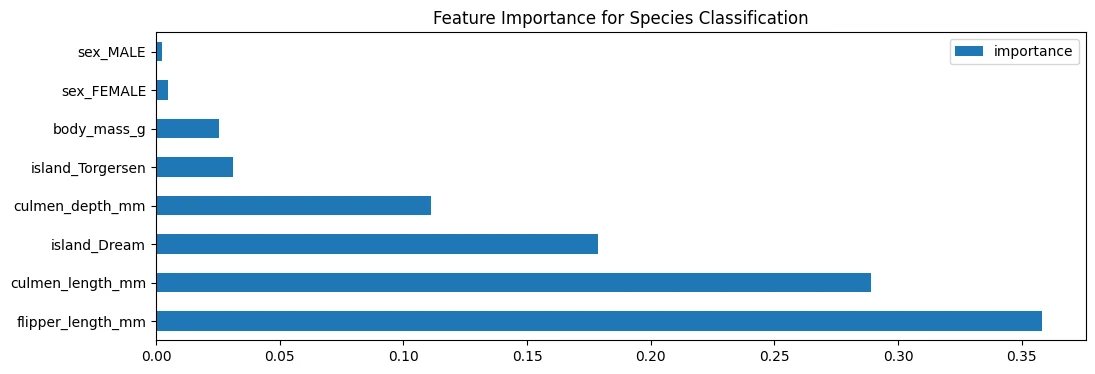 Feature Importance for Species Classification
importance
sex_MALE
sex_FEMALE
body_mass_g
island_Torgersen
culmen_depth_mm
island_Dream
culmen_length_mm
flipper_length_mm
0.00 0.05 0.10 0.15 0.20 0.25 0.30 0.35